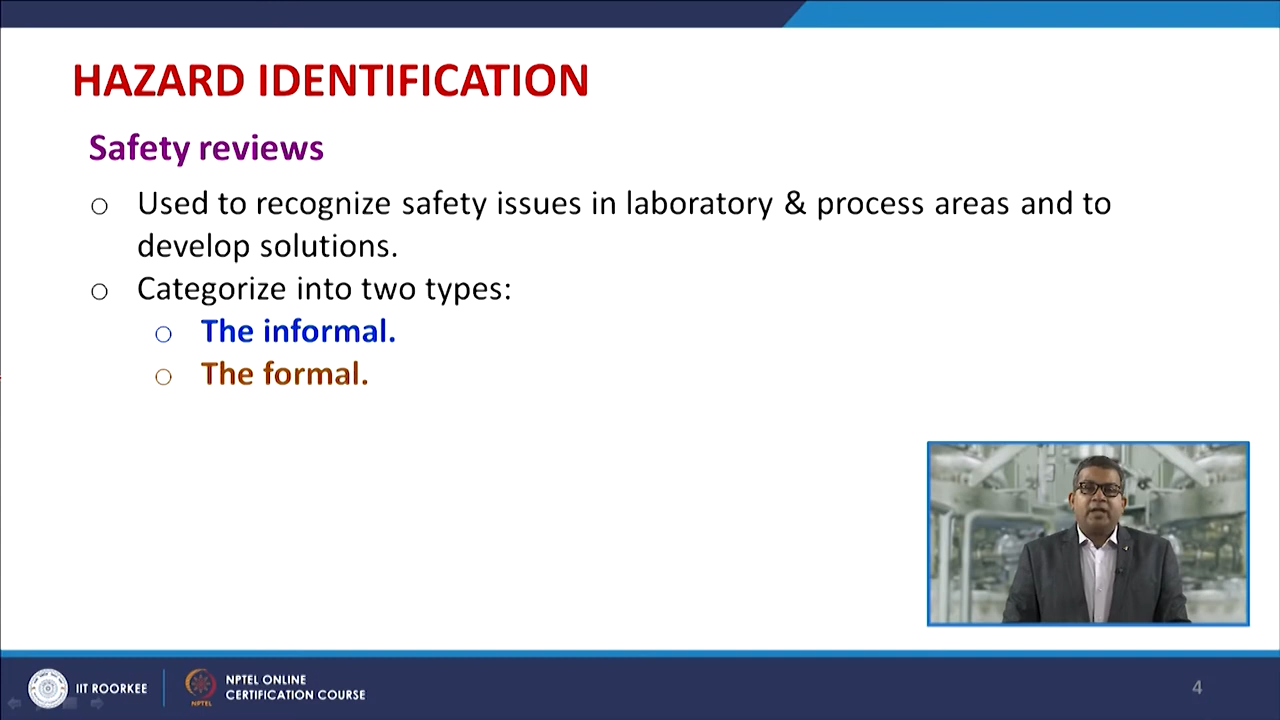 HAZARD IDENTIFICATION
Safety reviews
○ Used to recognize safety issues in laboratory & process areas and to
develop solutions.
○ Categorize into two types:
○ The informal.
○ The formal.
IIT ROORKEE
NPTEL
NPTEL ONLINE
CERTIFICATION COURSE
4